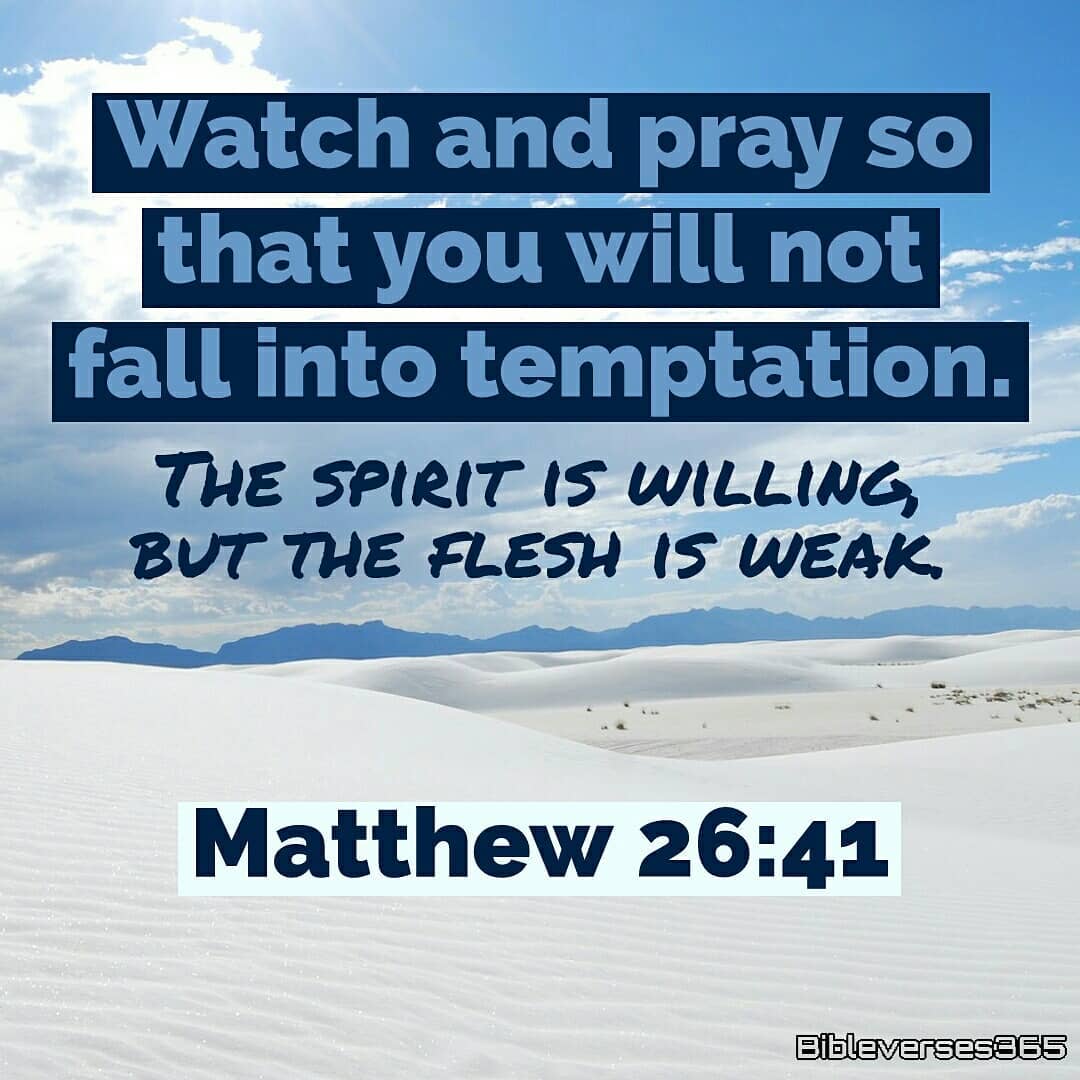 Watch and pray so
that you will not
fall into temptation.
THE SPIRIT IS WILLING,
BUT THE FLESH IS WEAK.
Matthew 26:41
Bibleverses365